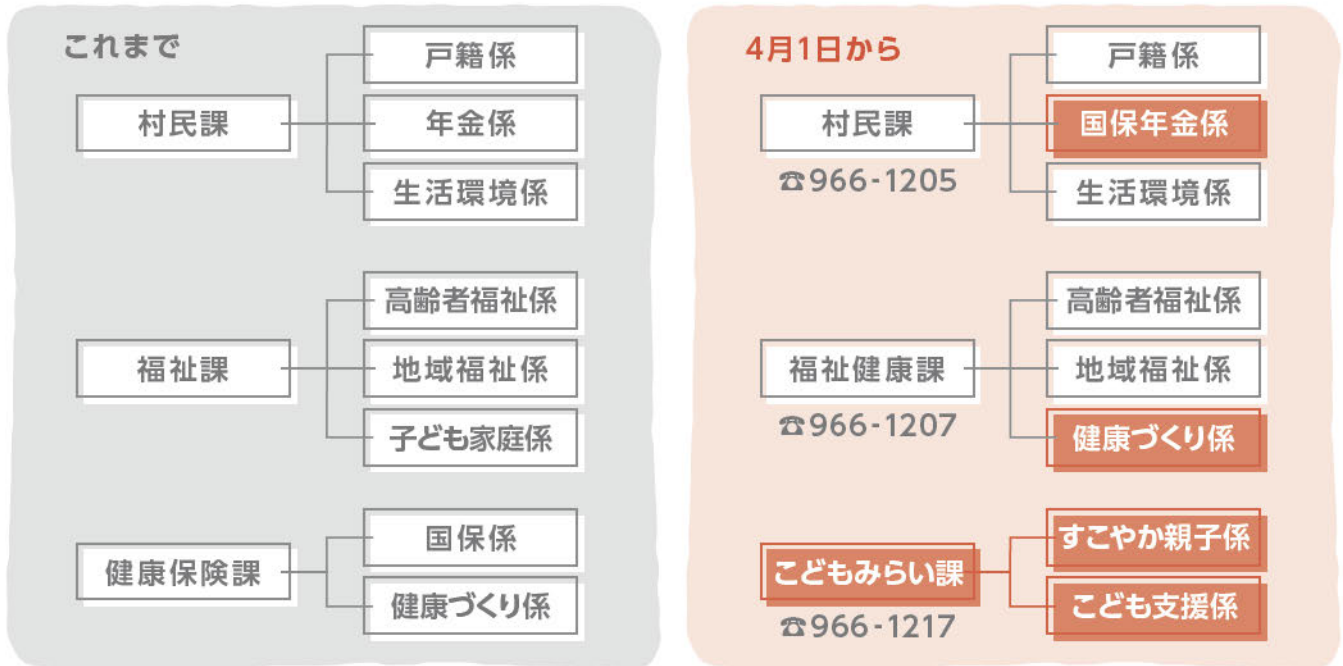 これまで
村民課
戸籍係
年金係
生活環境係
福祉課
高齢者福祉係
地域福祉係
子ども家庭係
健康保険課
国保係
健康づくり係
4月1日から
村民課
☎966-1205
戸籍係
国保年金係
生活環境係
福祉健康課
☎966-1207
高齢者福祉係
地域福祉係
健康づくり係
こどもみらい課
☎966-1217
すこやか親子係
こども支援係